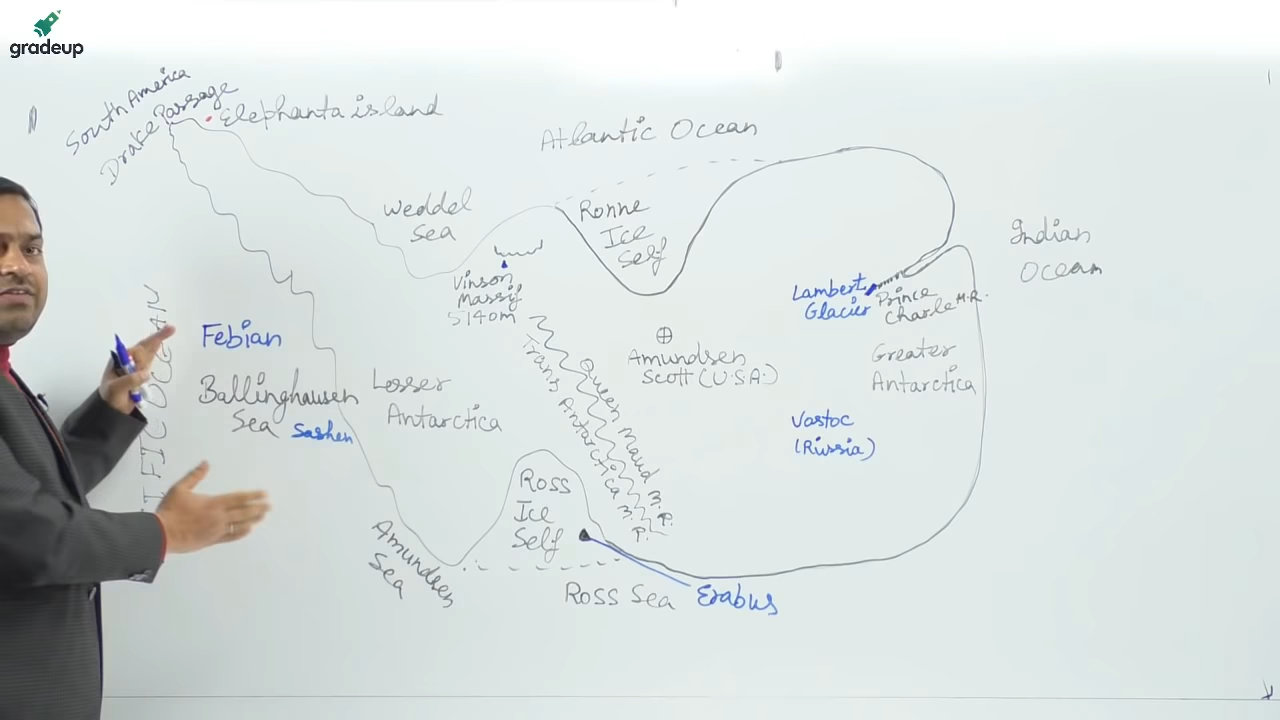 gradeup
South America
Drake Passage
Elephanta island
Atlantic Ocean
Weddel
Sea
Ronne
Ice
Self
Indian
Ocean
Vinson
Massif
5140m
Lambert
Glacier
Prince
Charle M.R.
Amundsen
Scott (U.S.A.)
Greater
Antarctica
Febian
Ballinghausen
Sea
Sashen
Lesser
Antarctica
Queen Maud M.P.
Trans Antarctica M.P.
Vastoc
(Russia)
Ross
Ice
Self
Amundsen
Sea
Ross Sea
Erabus